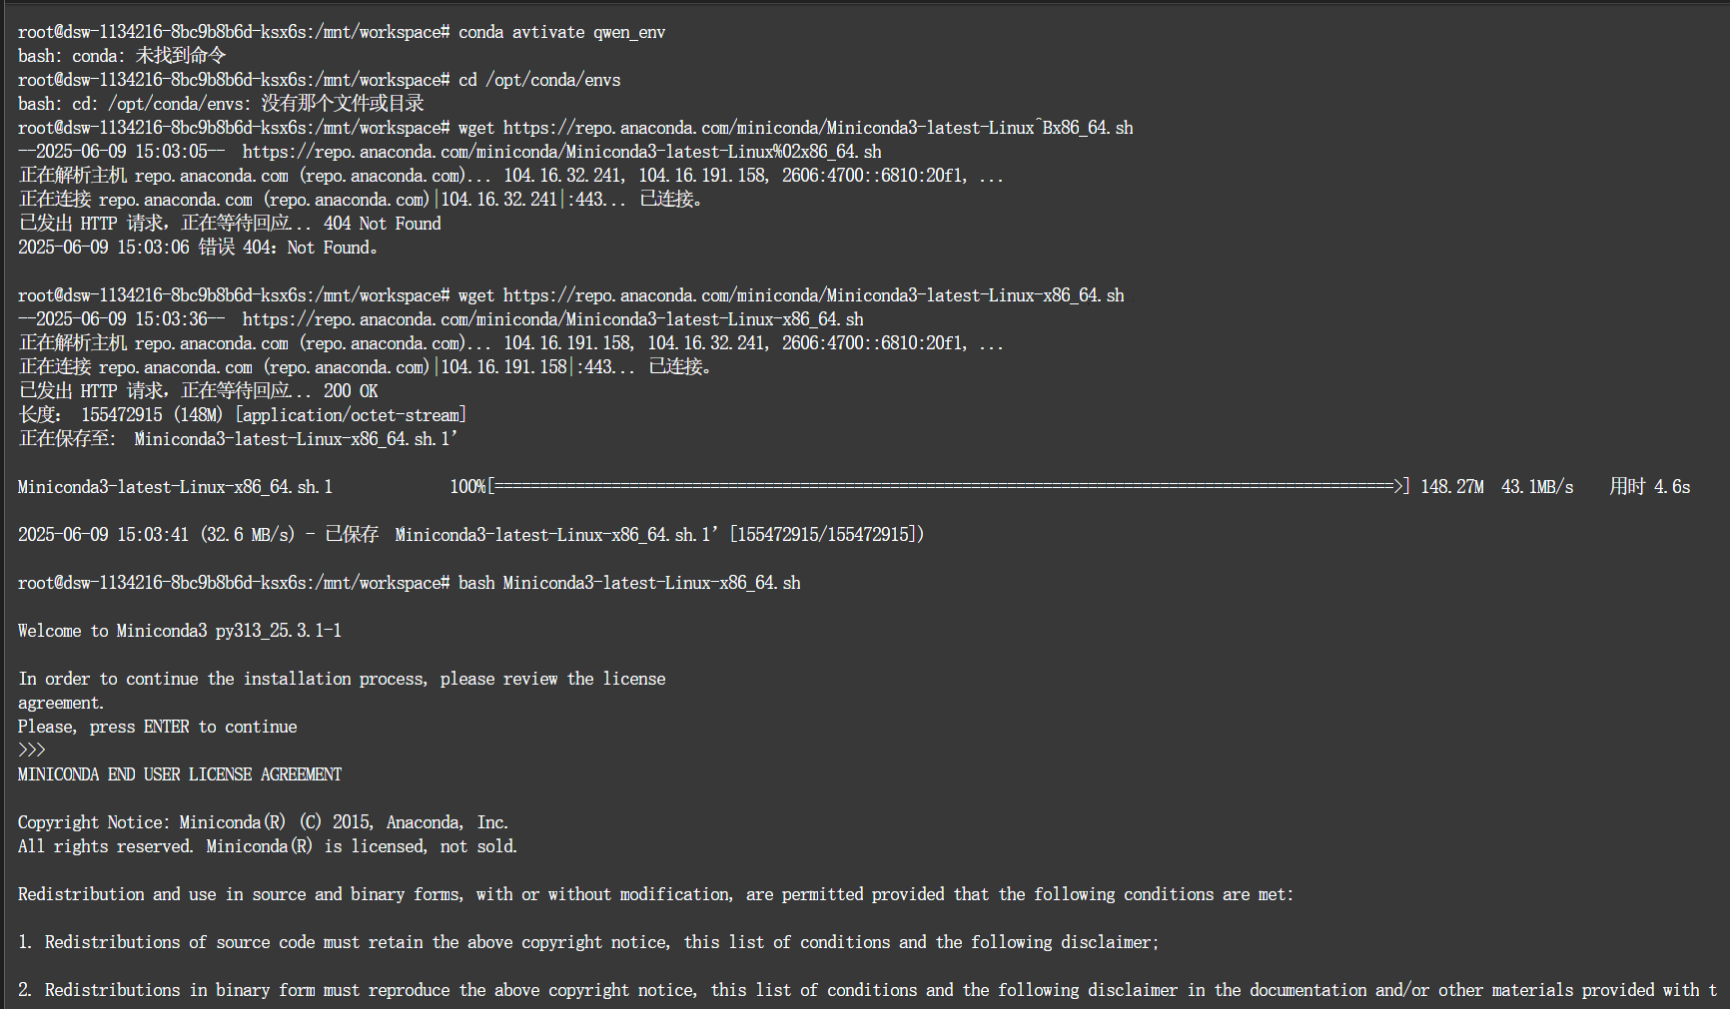 root@dsw-1134216-8bc9b8b6d-ksx6s:/mnt/workspace# conda avtivate qwen_env
bash: conda: 未找到命令
root@dsw-1134216-8bc9b8b6d-ksx6s:/mnt/workspace# cd /opt/conda/envs
bash: cd: /opt/conda/envs: 没有那个文件或目录
root@dsw-1134216-8bc9b8b6d-ksx6s:/mnt/workspace# wget https://repo.anaconda.com/miniconda/Miniconda3-latest-Linux^Bx86_64.sh
--2025-06-09 15:03:05--  https://repo.anaconda.com/miniconda/Miniconda3-latest-Linux%02x86_64.sh
正在解析主机 repo.anaconda.com (repo.anaconda.com)... 104.16.32.241, 104.16.191.158, 2606:4700::6810:20f1, ...
正在连接 repo.anaconda.com (repo.anaconda.com)|104.16.32.241|:443... 已连接。
已发出 HTTP 请求，正在等待回应... 404 Not Found
2025-06-09 15:03:06 错误 404：Not Found。
root@dsw-1134216-8bc9b8b6d-ksx6s:/mnt/workspace# wget https://repo.anaconda.com/miniconda/Miniconda3-latest-Linux-x86_64.sh
--2025-06-09 15:03:36--  https://repo.anaconda.com/miniconda/Miniconda3-latest-Linux-x86_64.sh
正在解析主机 repo.anaconda.com (repo.anaconda.com)... 104.16.191.158, 104.16.32.241, 2606:4700::6810:20f1, ...
正在连接 repo.anaconda.com (repo.anaconda.com)|104.16.191.158|:443... 已连接。
已发出 HTTP 请求，正在等待回应... 200 OK
长度： 155472915 (148M) [application/octet-stream]
正在保存至: ‘Miniconda3-latest-Linux-x86_64.sh.1’
Miniconda3-latest-Linux-x86_64.sh.1 100%[====================================================================================================>] 148.27M  43.1MB/s    用时 4.6s
2025-06-09 15:03:41 (32.6 MB/s) - 已保存 ‘Miniconda3-latest-Linux-x86_64.sh.1’ [155472915/155472915])
root@dsw-1134216-8bc9b8b6d-ksx6s:/mnt/workspace# bash Miniconda3-latest-Linux-x86_64.sh
Welcome to Miniconda3 py313_25.3.1-1
In order to continue the installation process, please review the license
agreement.
Please, press ENTER to continue
>>>
MINICONDA END USER LICENSE AGREEMENT
Copyright Notice: Miniconda(R) (C) 2015, Anaconda, Inc.
All rights reserved. Miniconda(R) is licensed, not sold.
Redistribution and use in source and binary forms, with or without modification, are permitted provided that the following conditions are met:
1. Redistributions of source code must retain the above copyright notice, this list of conditions and the following disclaimer;
2. Redistributions in binary form must reproduce the above copyright notice, this list of conditions and the following disclaimer in the documentation and/or other materials provided with t